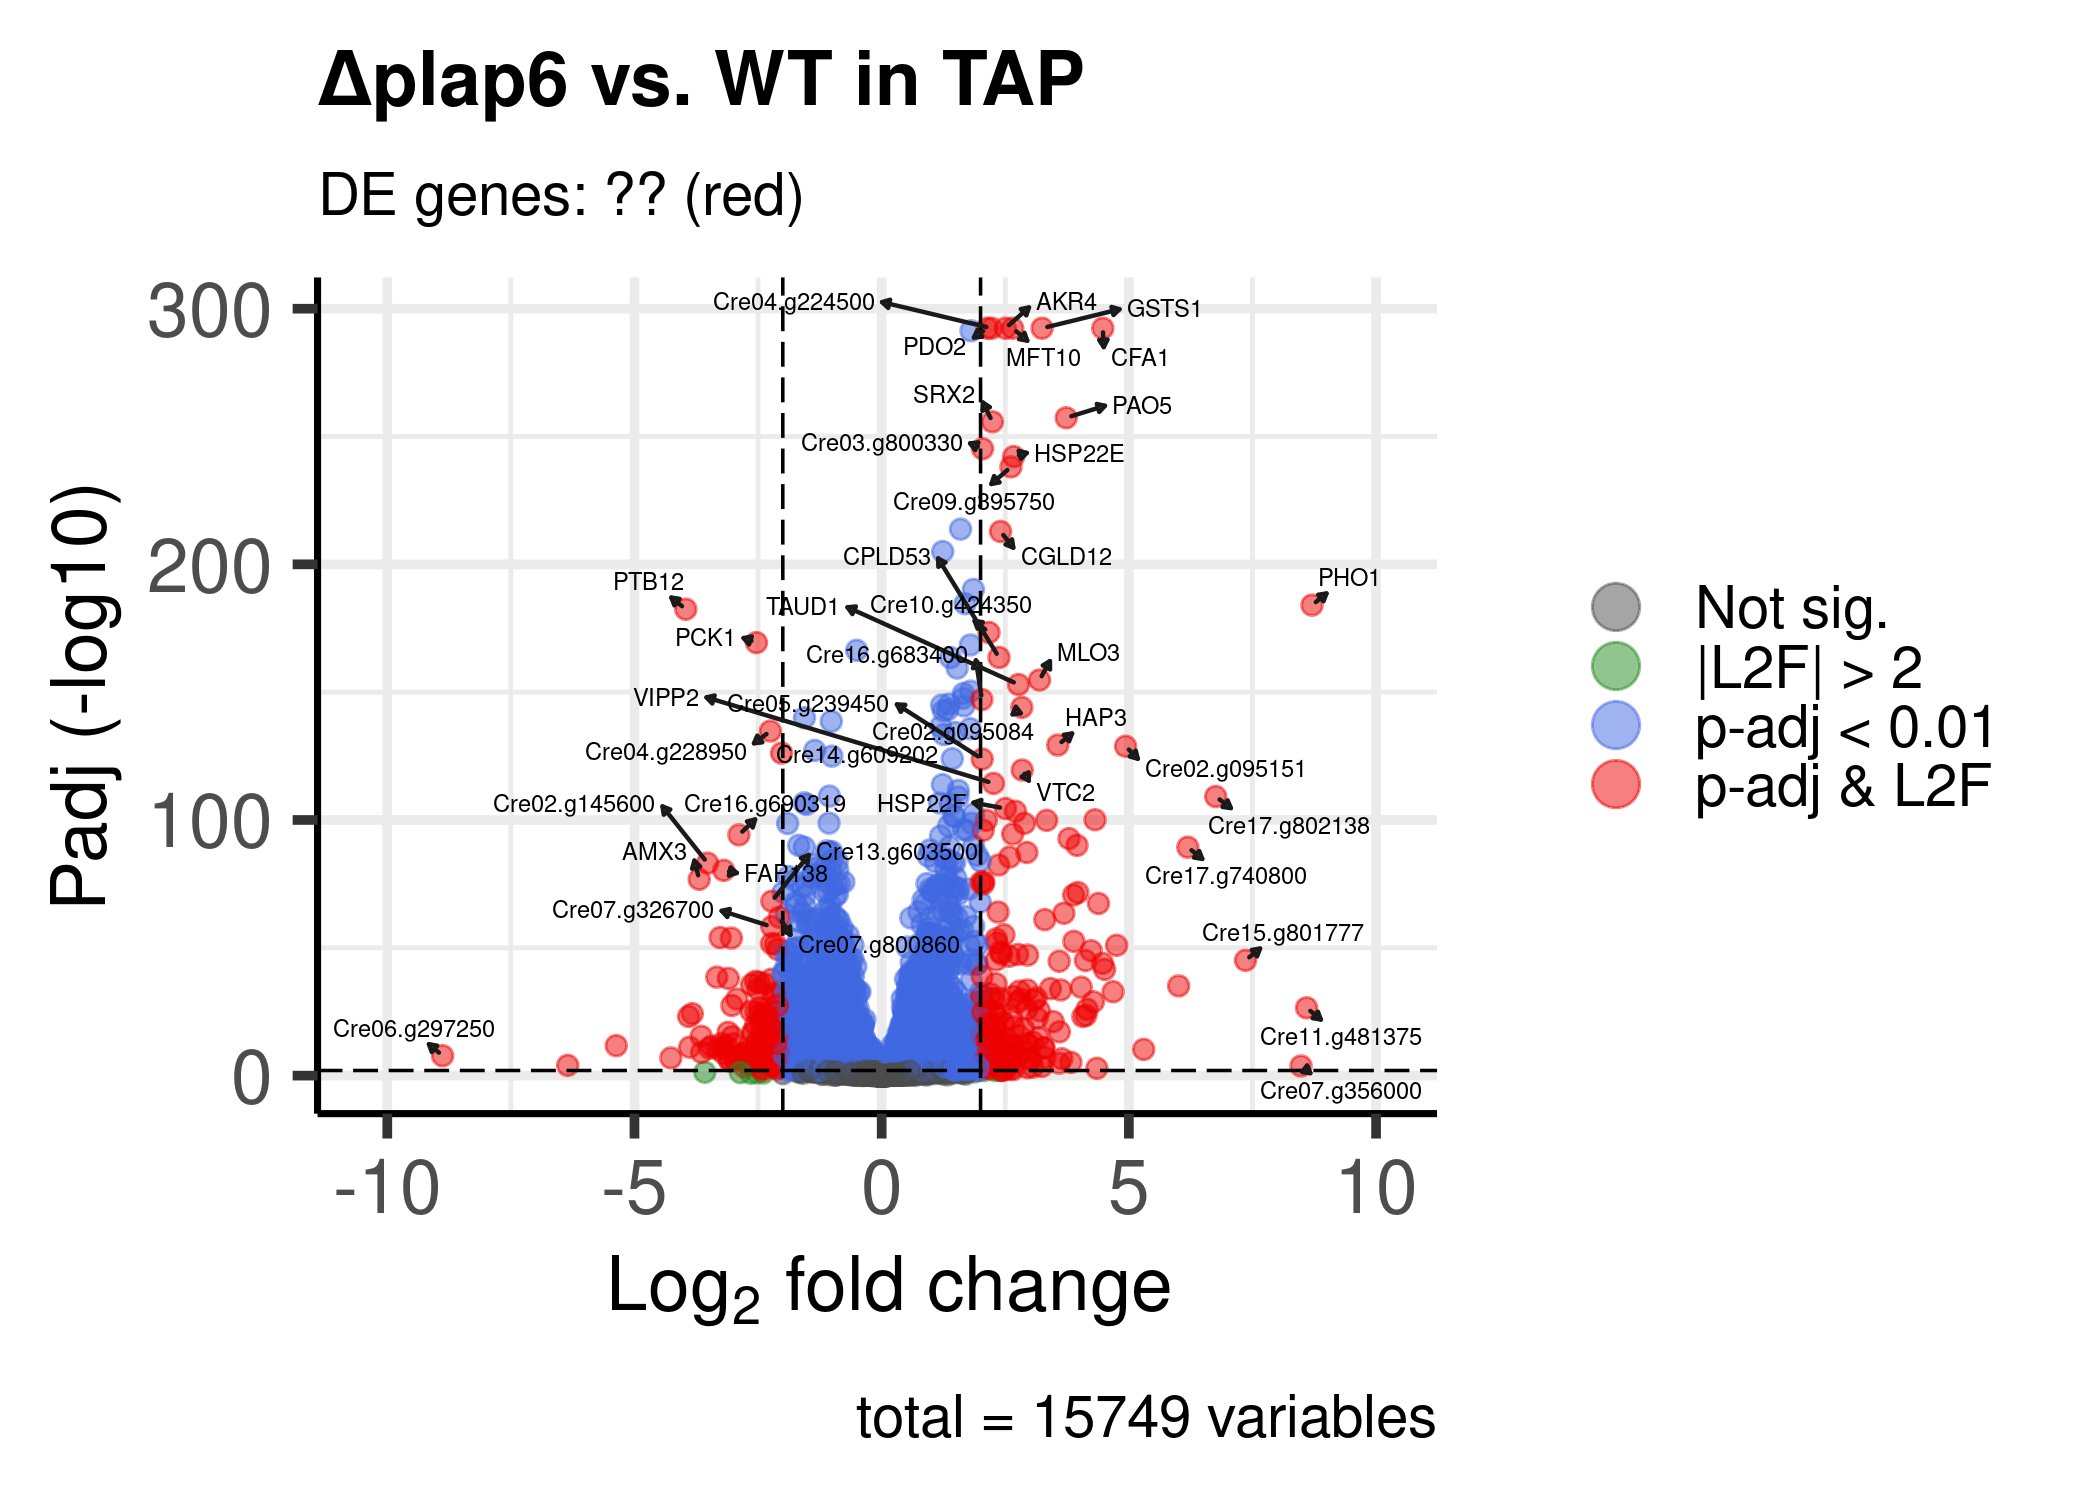 Δplap6 vs. WT in TAP
DE genes: ?? (red)
Padj (-log10)
300
200
100
0
Cre04.g224500
AKR4
GSTS1
PDO2
MFT10
CFA1
SRX2
PAO5
Cre03.g800330
HSP22E
Cre09.g395750
CPLD53
CGLD12
PTB12
PHO1
TAUD1
Cre10.g424350
PCK1
Cre16.g683400
MLO3
VIPP2
Cre05.g239450
HAP3
Cre02.g095084
Cre04.g228950
Cre14.g609202
Cre02.g095151
VTC2
Cre02.g145600
Cre16.g690319
HSP22F
Cre17.g802138
AMX3
Cre13.g603500
FAP138
Cre17.g740800
Cre07.g326700
Cre15.g801777
Cre07.g800860
Cre06.g297250
Cre11.g481375
Cre07.g356000
-10
-5
0
5
10
Log2 fold change
Not sig.
|L2F| > 2
p-adj < 0.01
p-adj & L2F
total = 15749 variables